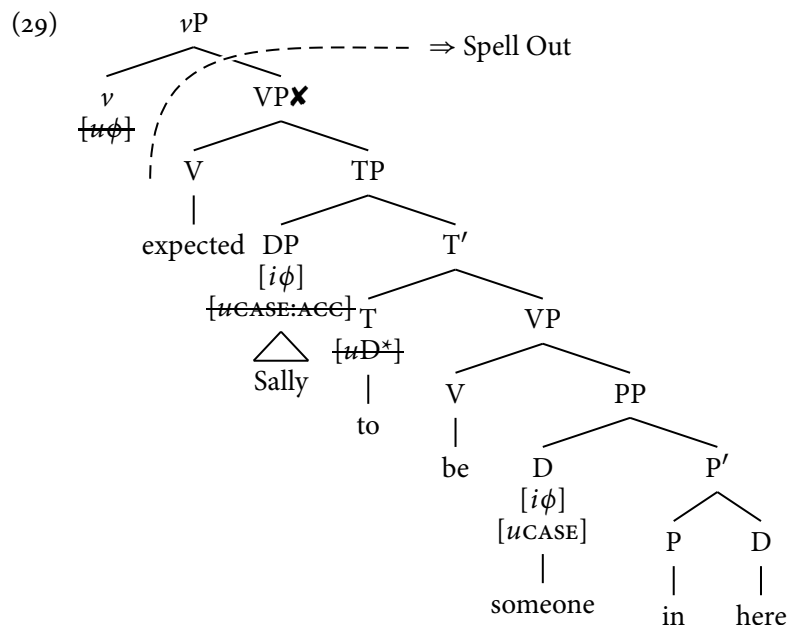 (29) vP
⇒ Spell Out
v VP✘
[uϕ]
V TP
expected DP T′
[iϕ]
[uCASE:ACC] T VP
[uD*]
Sally V PP
to
be D P′
[iϕ]
[uCASE] P D
someone in here